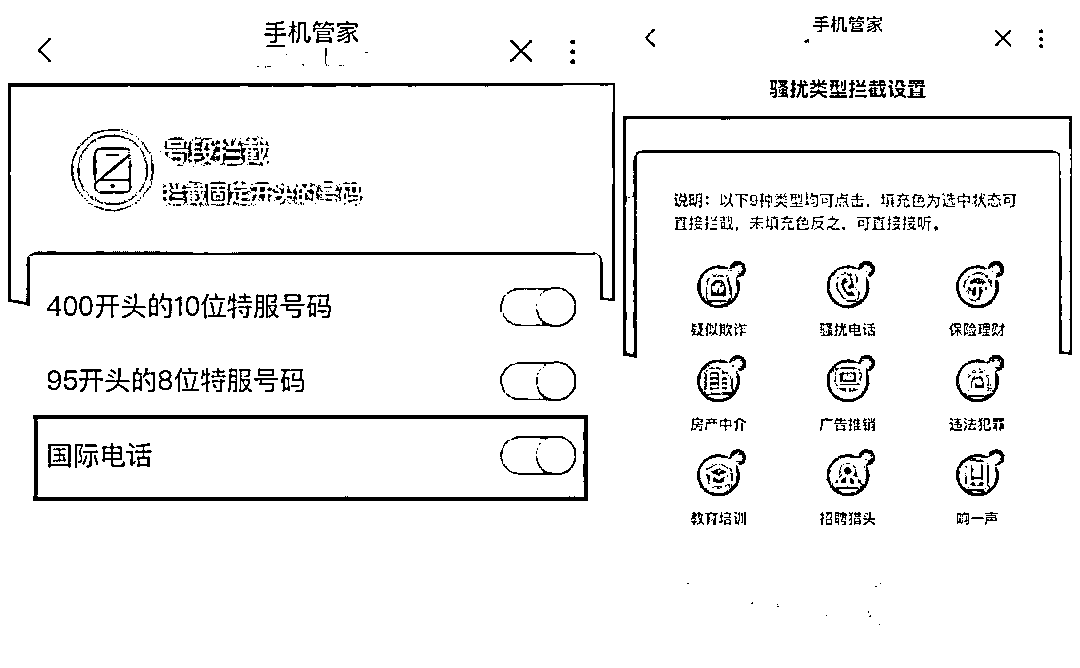 手机管家
号段拦截
拦截固定开头的号码
400开头的10位特服号码
95开头的8位特服号码
国际电话
手机管家
骚扰类型拦截设置
说明：以下9种类型均可点击，填充色为选中状态可
直接拦截，未填充色反之，可直接接听。
疑似欺诈
骚扰电话
保险理财
房产中介
广告推销
违法犯罪
教育培训
招聘猎头
响一声